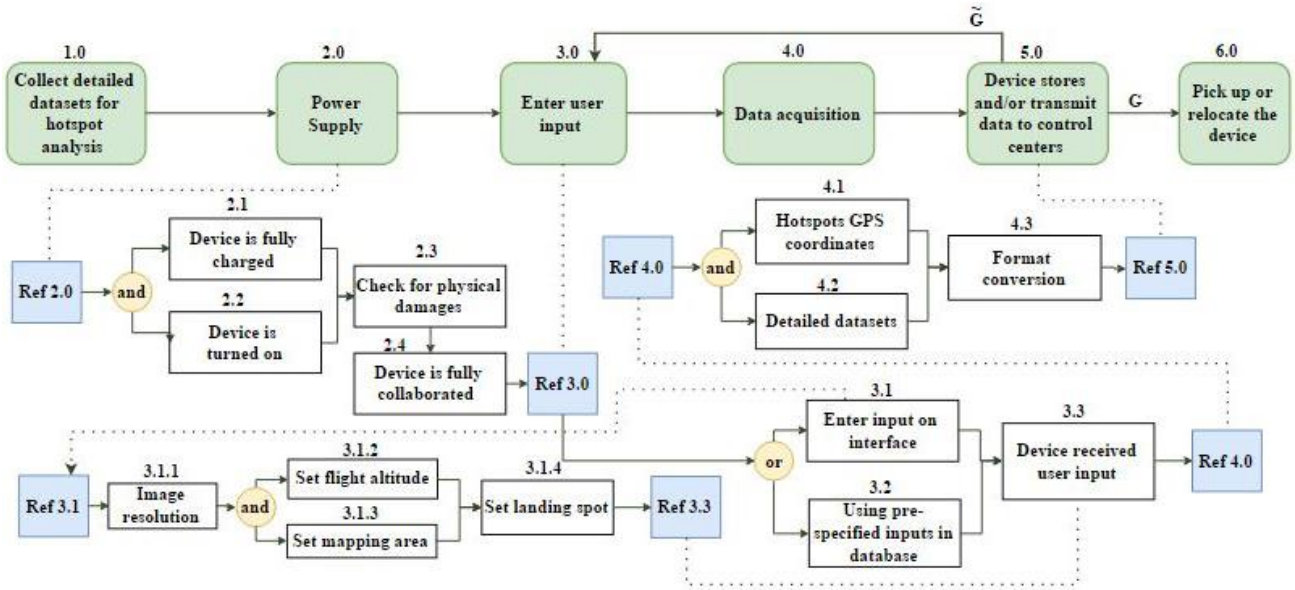 G̃
1.0
2.0
3.0
4.0
5.0
6.0
Collect detailed
datasets for
hotspot
analysis
Power
Supply
Enter user
input
Data acquisition
Device stores
and/or transmit
data to control
centers
G
Pick up or
relocate the
device
2.1
Device is fully
charged
Ref 2.0
and
2.2
Device is
turned on
2.3
Check for physical
damages
2.4
Device is fully
collaborated
Ref 3.0
4.1
Hotspots GPS
coordinates
Ref 4.0
and
4.2
Detailed datasets
4.3
Format
conversion
Ref 5.0
3.1
Enter input on
interface
or
3.2
Using pre-
specified inputs in
database
3.3
Device received
user input
Ref 4.0
Ref 3.1
3.1.1
Image
resolution
and
3.1.2
Set flight altitude
3.1.3
Set mapping area
3.1.4
Set landing spot
Ref 3.3